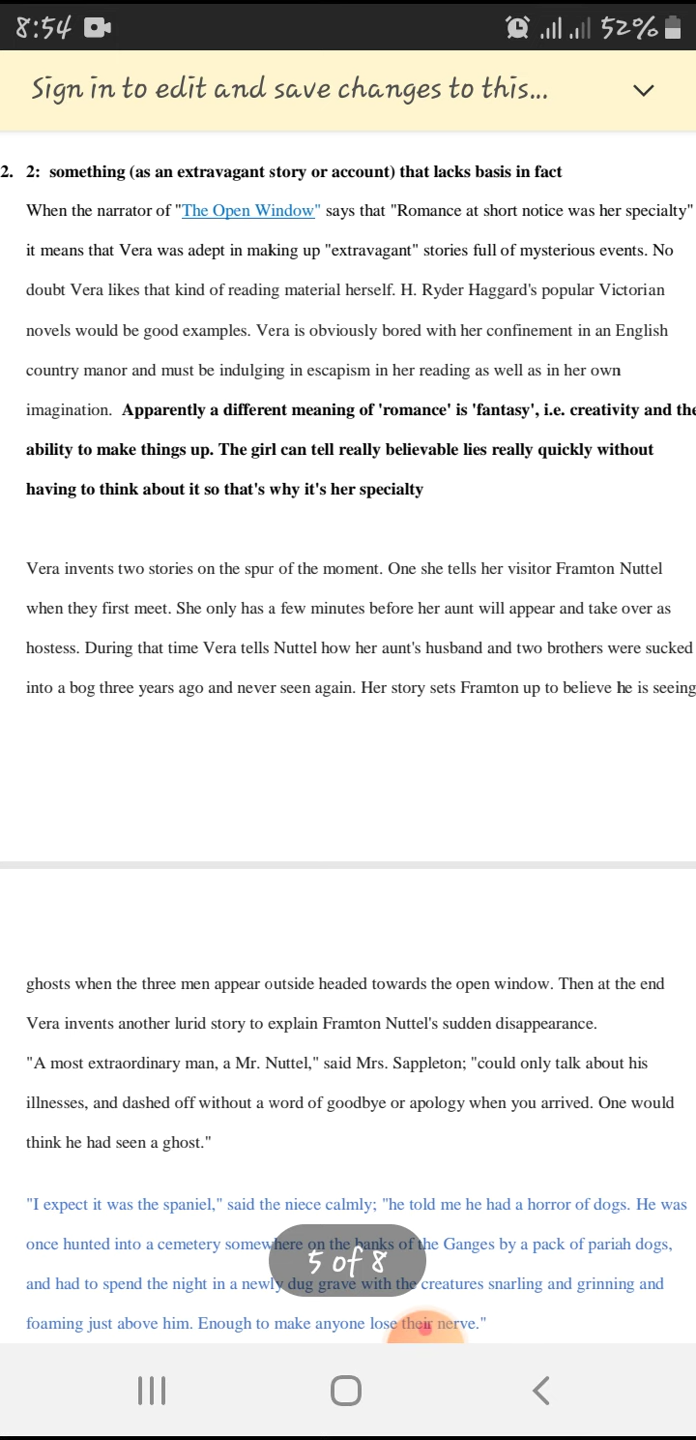 8:54 52%
Sign in to edit and save changes to this...
2. 2: something (as an extravagant story or account) that lacks basis in fact
When the narrator of "The Open Window" says that "Romance at short notice was her specialty"
it means that Vera was adept in making up "extravagant" stories full of mysterious events. No
doubt Vera likes that kind of reading material herself. H. Ryder Haggard's popular Victorian
novels would be good examples. Vera is obviously bored with her confinement in an English
country manor and must be indulging in escapism in her reading as well as in her own
imagination. Apparently a different meaning of 'romance' is 'fantasy', i.e. creativity and the
ability to make things up. The girl can tell really believable lies really quickly without
having to think about it so that's why it's her specialty
Vera invents two stories on the spur of the moment. One she tells her visitor Framton Nuttel
when they first meet. She only has a few minutes before her aunt will appear and take over as
hostess. During that time Vera tells Nuttel how her aunt's husband and two brothers were sucked
into a bog three years ago and never seen again. Her story sets Framton up to believe he is seeing
ghosts when the three men appear outside headed towards the open window. Then at the end
Vera invents another lurid story to explain Framton Nuttel's sudden disappearance.
"A most extraordinary man, a Mr. Nuttel," said Mrs. Sappleton; "could only talk about his
illnesses, and dashed off without a word of goodbye or apology when you arrived. One would
think he had seen a ghost."
"I expect it was the spaniel," said the niece calmly; "he told me he had a horror of dogs. He was
once hunted into a cemetery somewhere on the banks of the Ganges by a pack of pariah dogs,
5 of 8
and had to spend the night in a newly dug grave with the creatures snarling and grinning and
foaming just above him. Enough to make anyone lose their nerve."